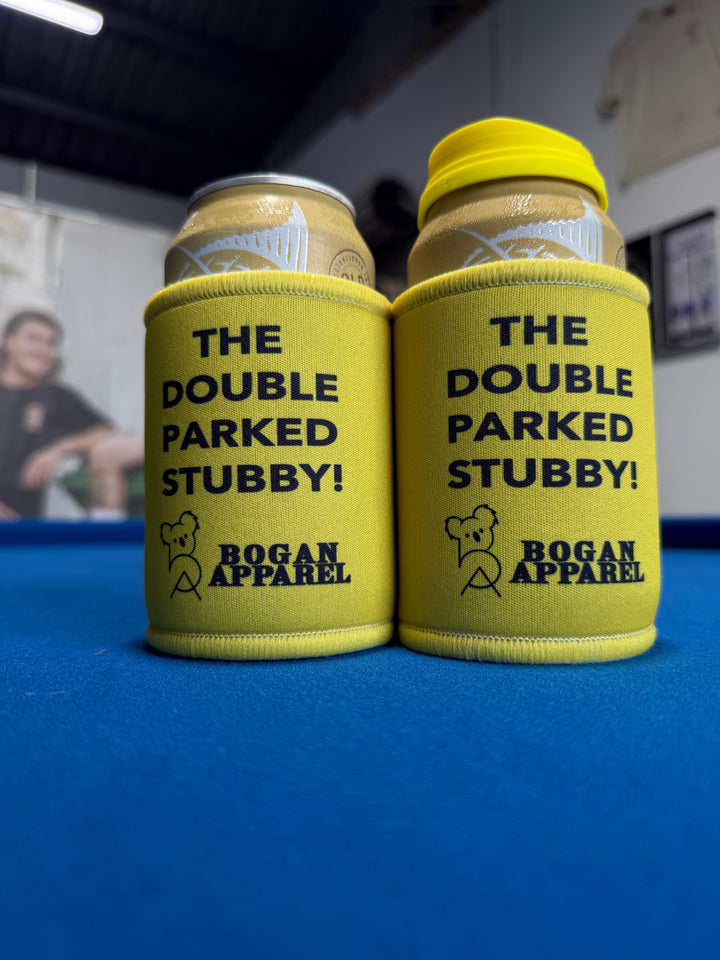 THE
DOUBLE
PARKED
STUBBY!
BOGAN
APPAREL
THE
DOUBLE
PARKED
STUBBY!
BOGAN
APPAREL